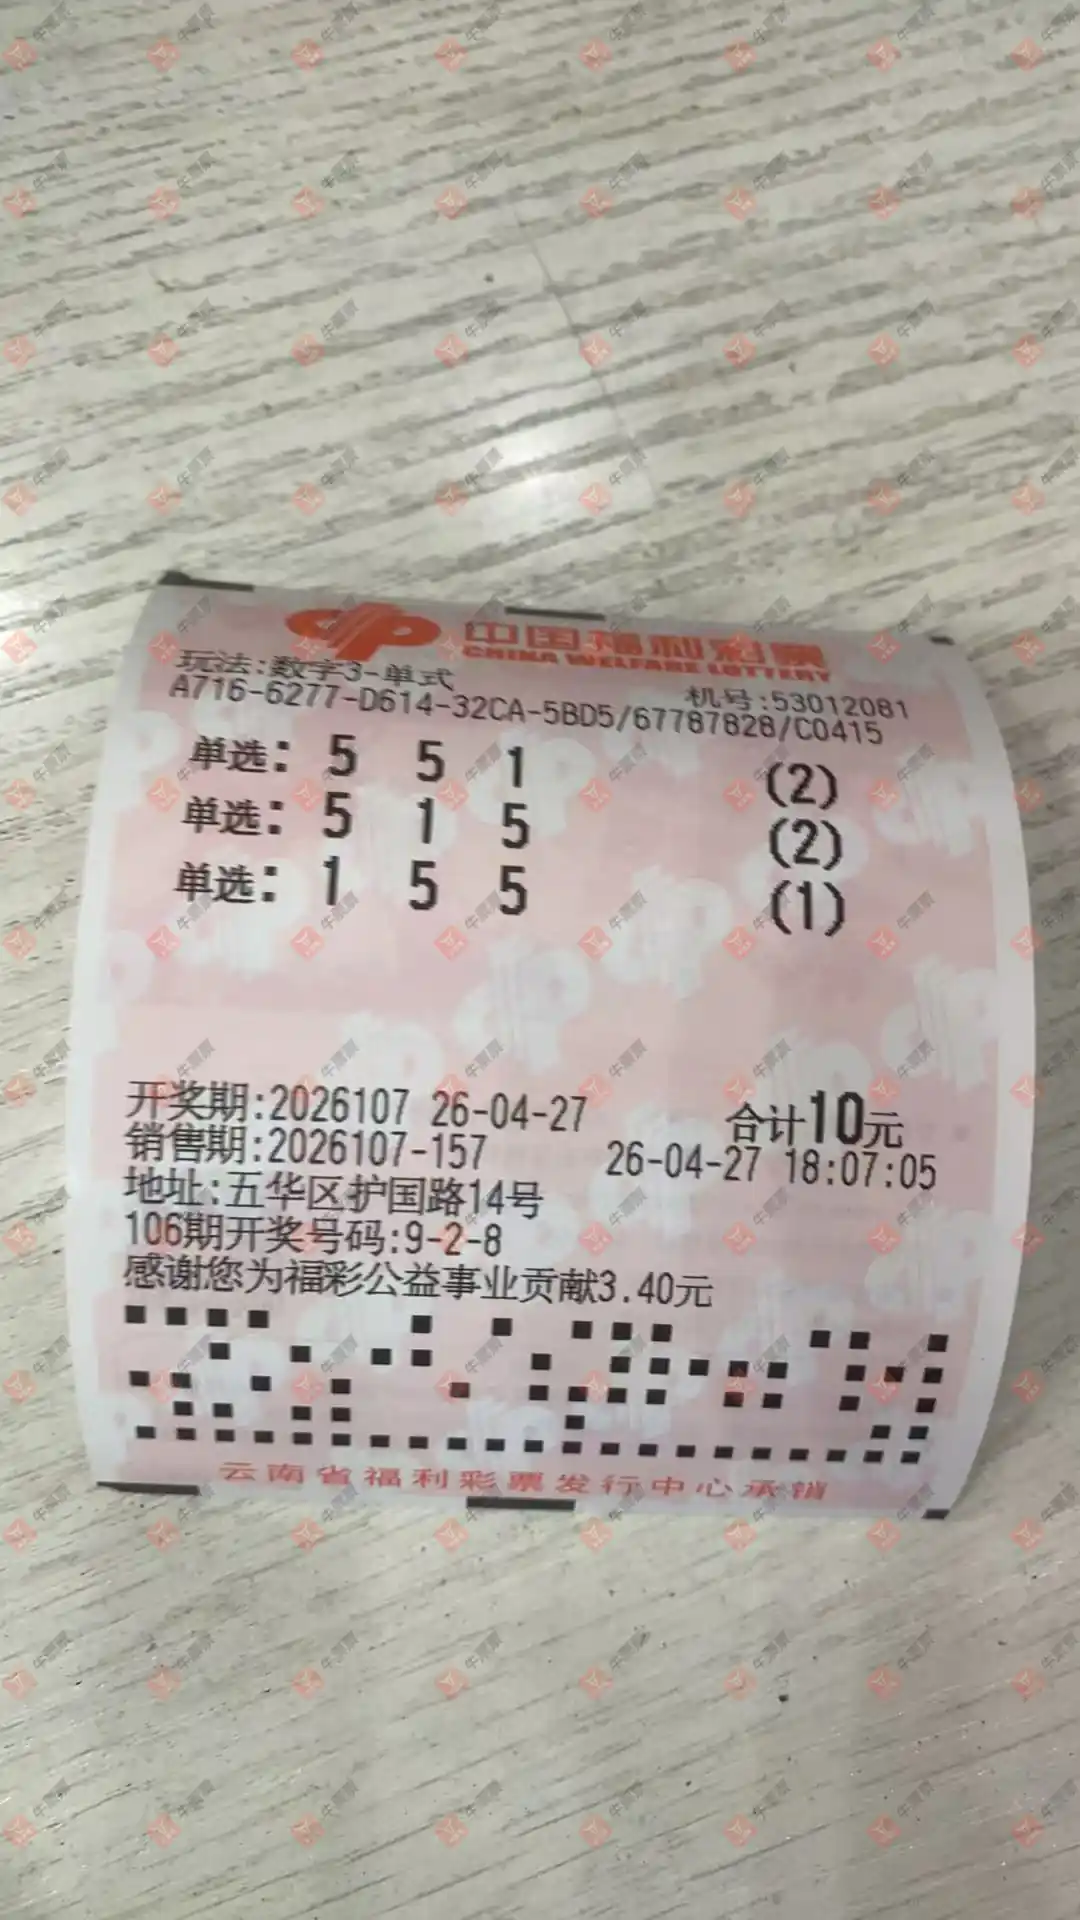 中国福利彩票
CHINA WELFARE LOTTERY
玩法:数字3-单式
机号:53012081
A716-6277-D614-32CA-5BD5/67787828/C0415
单选: 5 5 1 (2)
单选: 5 1 5 (2)
单选: 1 5 5 (1)
开奖期:2026107 26-04-27 合计10元
销售期:2026107-157 26-04-27 18:07:05
地址:五华区护国路14号
106期开奖号码:9-2-8
感谢您为福彩公益事业贡献3.40元
云南省福利彩票发行中心承销